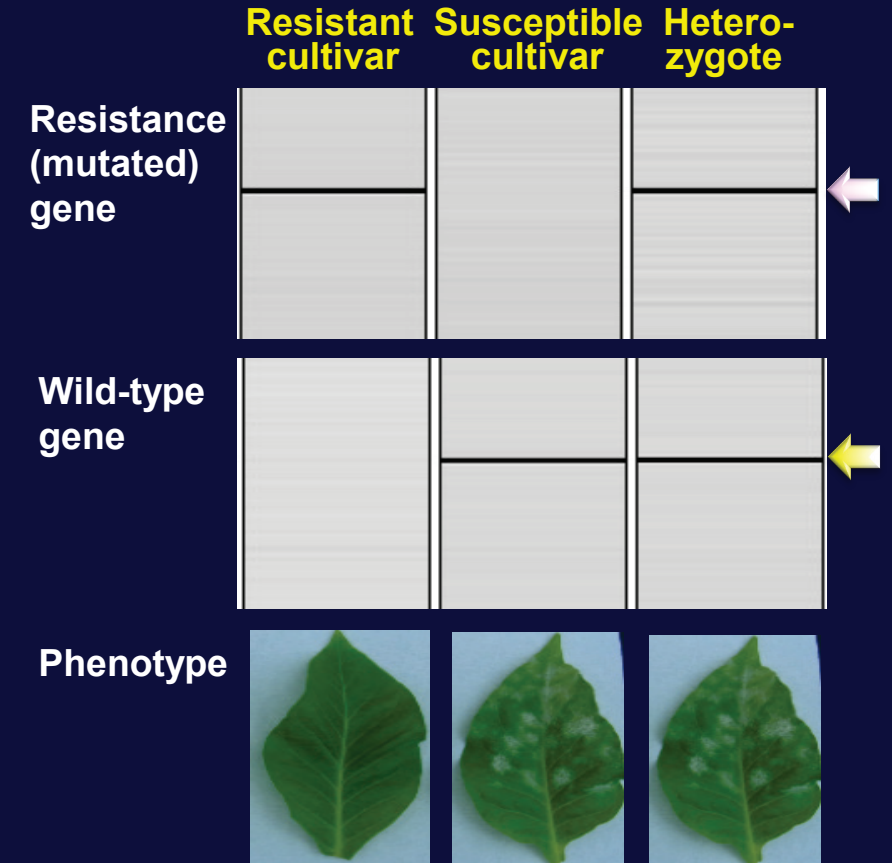 Resistant Susceptible Hetero-
cultivar cultivar zygote
Resistance
(mutated)
gene
Wild-type
gene
Phenotype